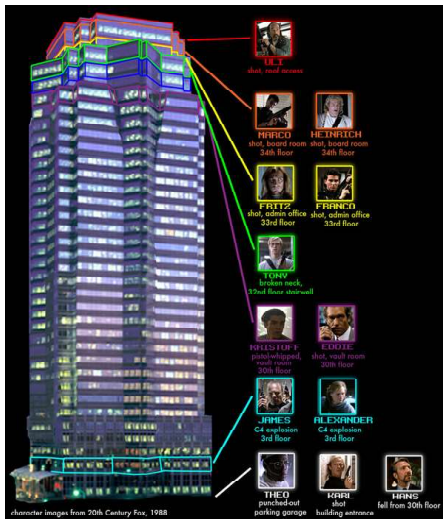 ULI
shot, roof access
MARCO HEINRICH
shot, board room shot, board room
34th floor 34th floor
FRITZ FRANCO
shot, admin office shot, admin office
33rd floor 33rd floor
TONY
broken neck,
32nd floor stairwell
KRISTOFF EDDIE
pistol-whipped, shot, vault room
vault room 30th floor
30th floor
JAMES ALEXANDER
C4 explosion C4 explosion
3rd floor 3rd floor
THEO KARL HANS
punched-out shot fell from 30th floor
parking garage building entrance
character images from 20th Century Fox, 1988